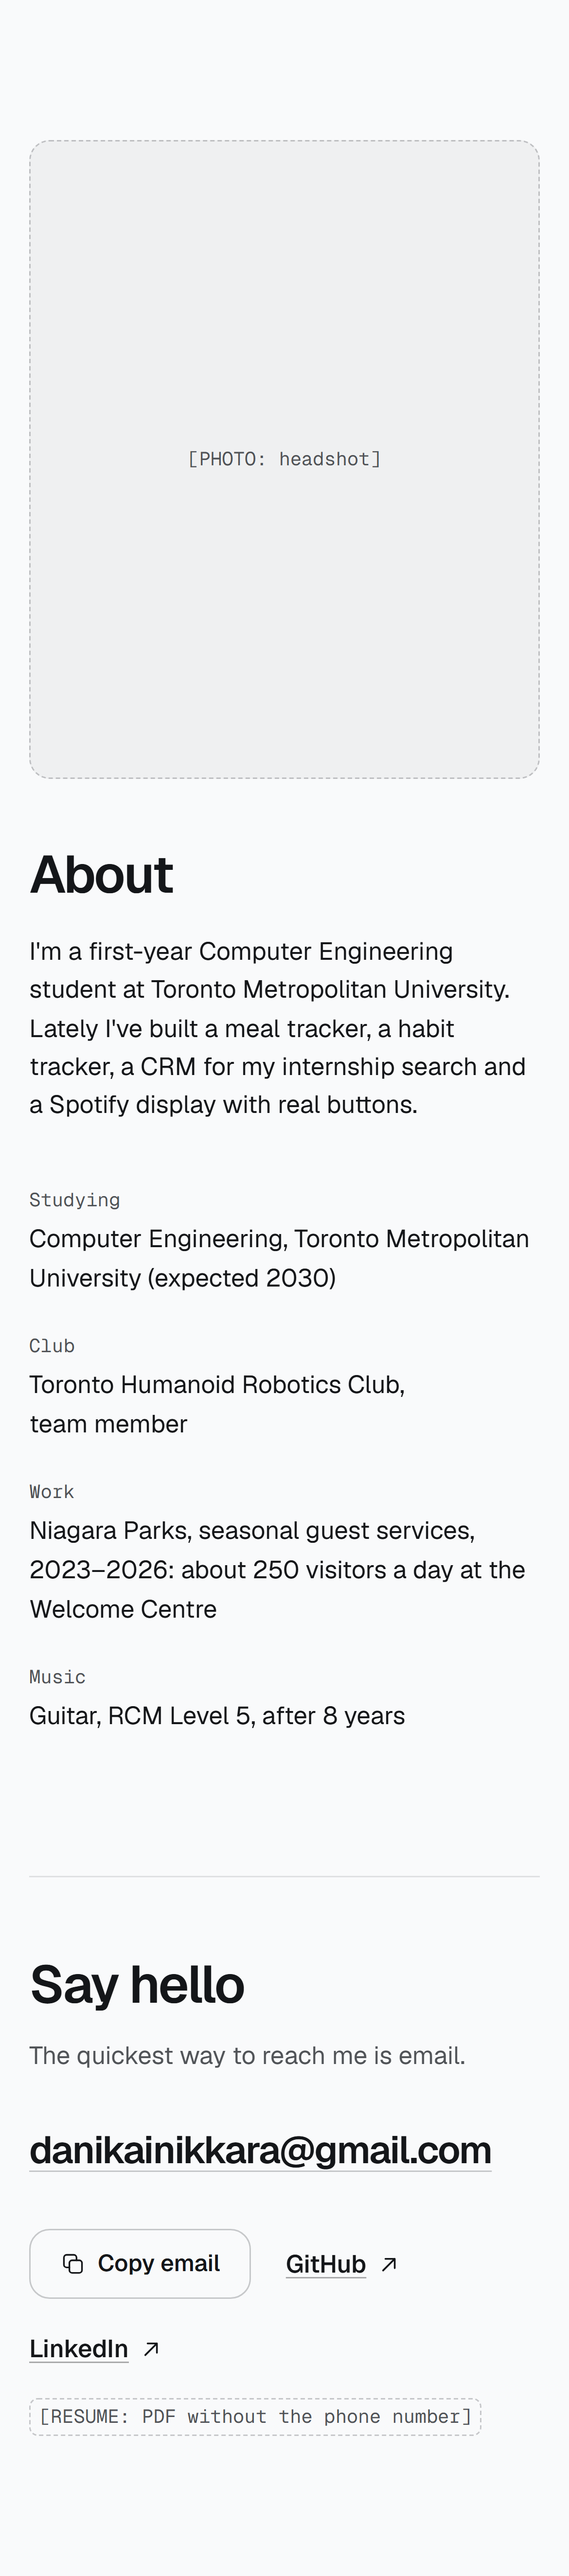 [PHOTO: headshot]
About
I'm a first-year Computer Engineering
student at Toronto Metropolitan University.
Lately I've built a meal tracker, a habit
tracker, a CRM for my internship search and
a Spotify display with real buttons.
Studying
Computer Engineering, Toronto Metropolitan
University (expected 2030)
Club
Toronto Humanoid Robotics Club,
team member
Work
Niagara Parks, seasonal guest services,
2023–2026: about 250 visitors a day at the
Welcome Centre
Music
Guitar, RCM Level 5, after 8 years
Say hello
The quickest way to reach me is email.
danikainikkara@gmail.com
Copy email GitHub
LinkedIn
[RESUME: PDF without the phone number]